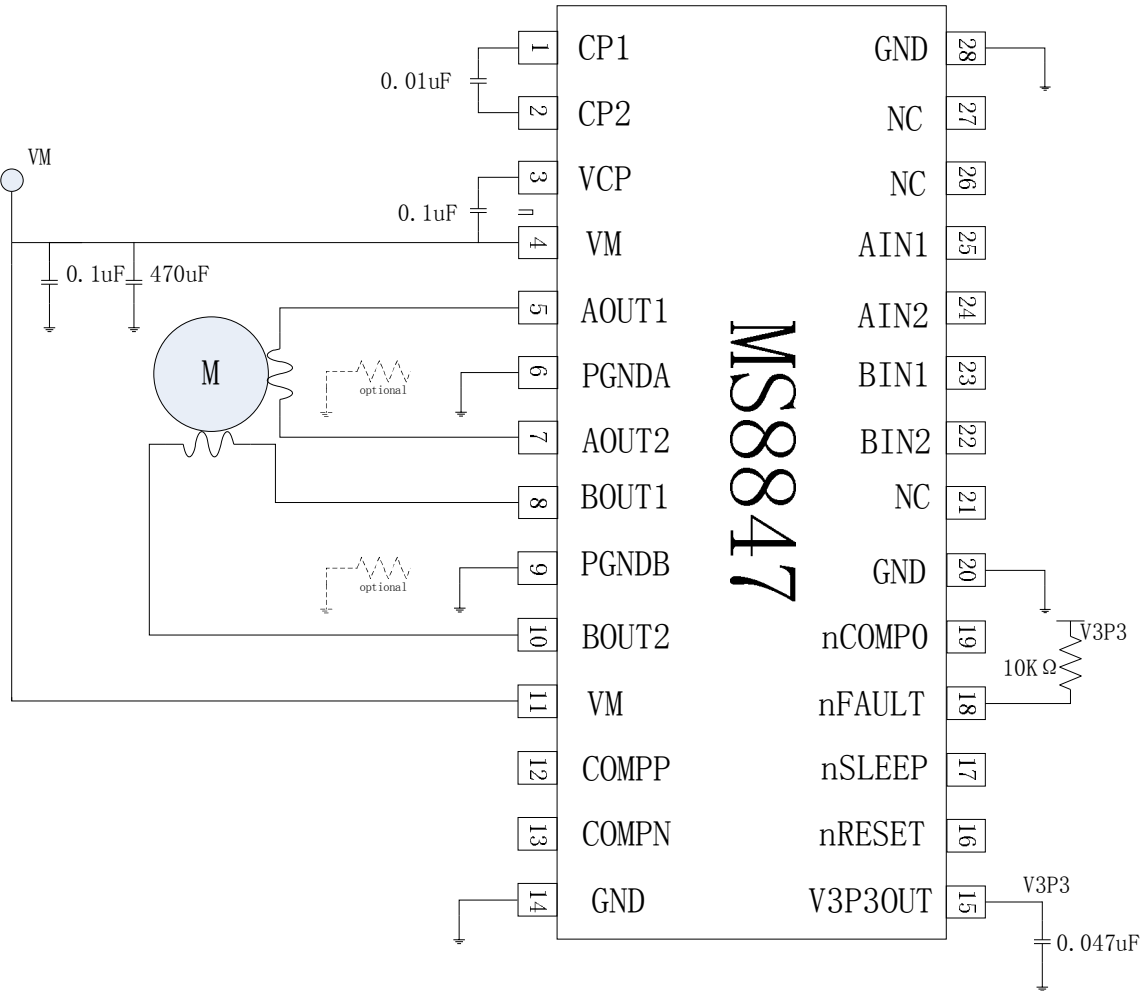 1 CP1 GND 28
0.01uF
2 CP2 NC 27
VM
3 VCP NC 26
0.1uF
4 VM AIN1 25
0.1uF 470uF
5 AOUT1 AIN2 24
M
optional
6 PGNDA BIN1 23
MS8847
7 AOUT2 BIN2 22
8 BOUT1 NC 21
optional
9 PGNDB GND 20
10 BOUT2 nCOMPO 19
V3P3
10KΩ
11 VM nFAULT 18
12 COMPP nSLEEP 17
13 COMPN nRESET 16
14 GND V3P3OUT 15
V3P3
0.047uF